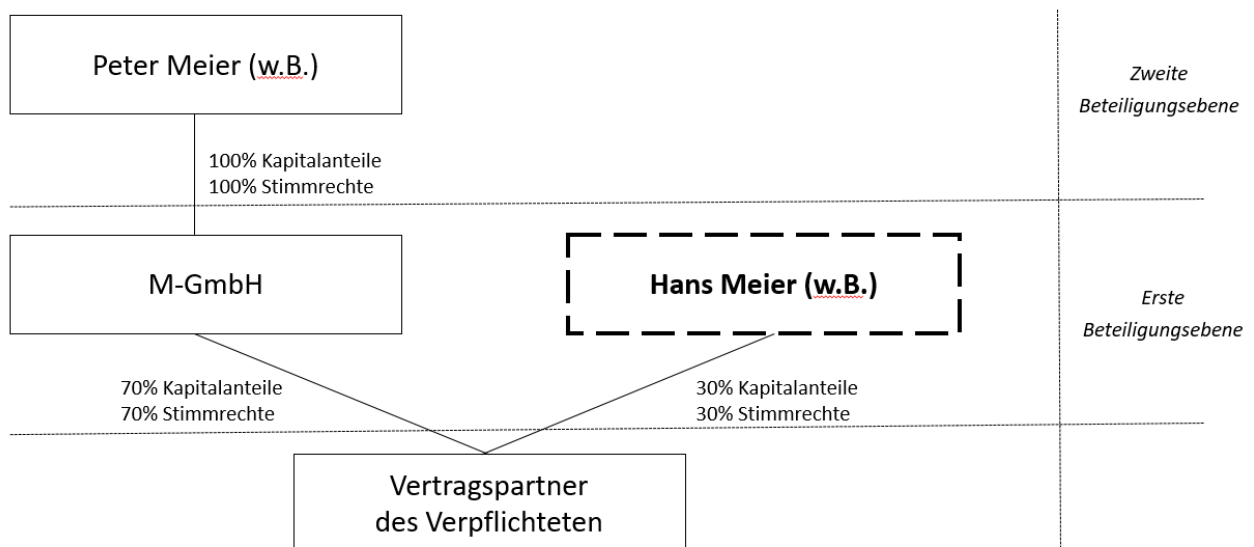 Peter Meier (w.B.)
Zweite
Beteiligungsebene
100% Kapitalanteile
100% Stimmrechte
M-GmbH
Hans Meier (w.B.)
Erste
Beteiligungsebene
70% Kapitalanteile
70% Stimmrechte
30% Kapitalanteile
30% Stimmrechte
Vertragspartner
des Verpflichteten